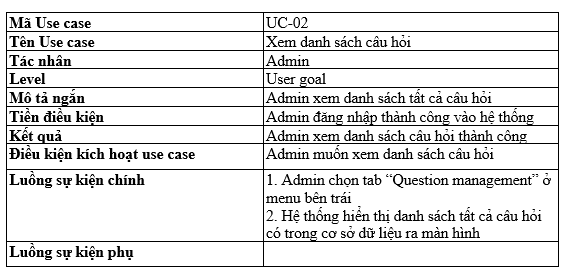 Mã Use case UC-02
Tên Use case Xem danh sách câu hỏi
Tác nhân Admin
Level User goal
Mô tả ngắn Admin xem danh sách tất cả câu hỏi
Tiền điều kiện Admin đăng nhập thành công vào hệ thống
Kết quả Admin xem danh sách câu hỏi thành công
Điều kiện kích hoạt use case Admin muốn xem danh sách câu hỏi
Luồng sự kiện chính 1. Admin chọn tab “Question management” ở
menu bên trái
2. Hệ thống hiển thị danh sách tất cả câu hỏi
có trong cơ sở dữ liệu ra màn hình
Luồng sự kiện phụ